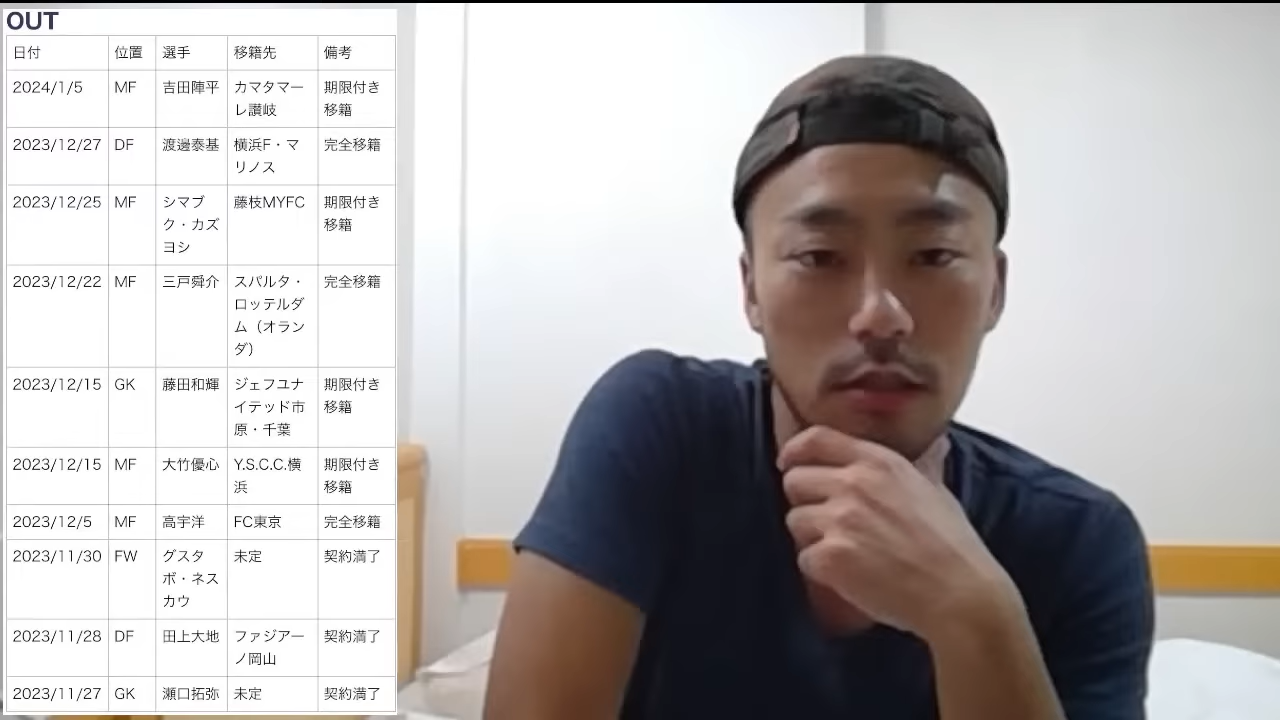 OUT
日付 位置 選手 移籍先 備考
2024/1/5 MF 吉田陣平 カマタマー 期限付き
レ讃岐 移籍
2023/12/27 DF 渡邊泰基 横浜F・マ 完全移籍
リノス
2023/12/25 MF シマブ 藤枝MYFC 期限付き
ク・カズ 移籍
ヨシ
2023/12/22 MF 三戸舜介 スパルタ・ 完全移籍
ロッテルダ
ム（オラン
ダ）
2023/12/15 GK 藤田和輝 ジェフユナ 期限付き
イテッド市 移籍
原・千葉
2023/12/15 MF 大竹優心 Y.S.C.C.横 期限付き
浜 移籍
2023/12/5 MF 高宇洋 FC東京 完全移籍
2023/11/30 FW グスタ 未定 契約満了
ボ・ネス
カウ
2023/11/28 DF 田上大地 ファジアー 契約満了
ノ岡山
2023/11/27 GK 瀬口拓弥 未定 契約満了